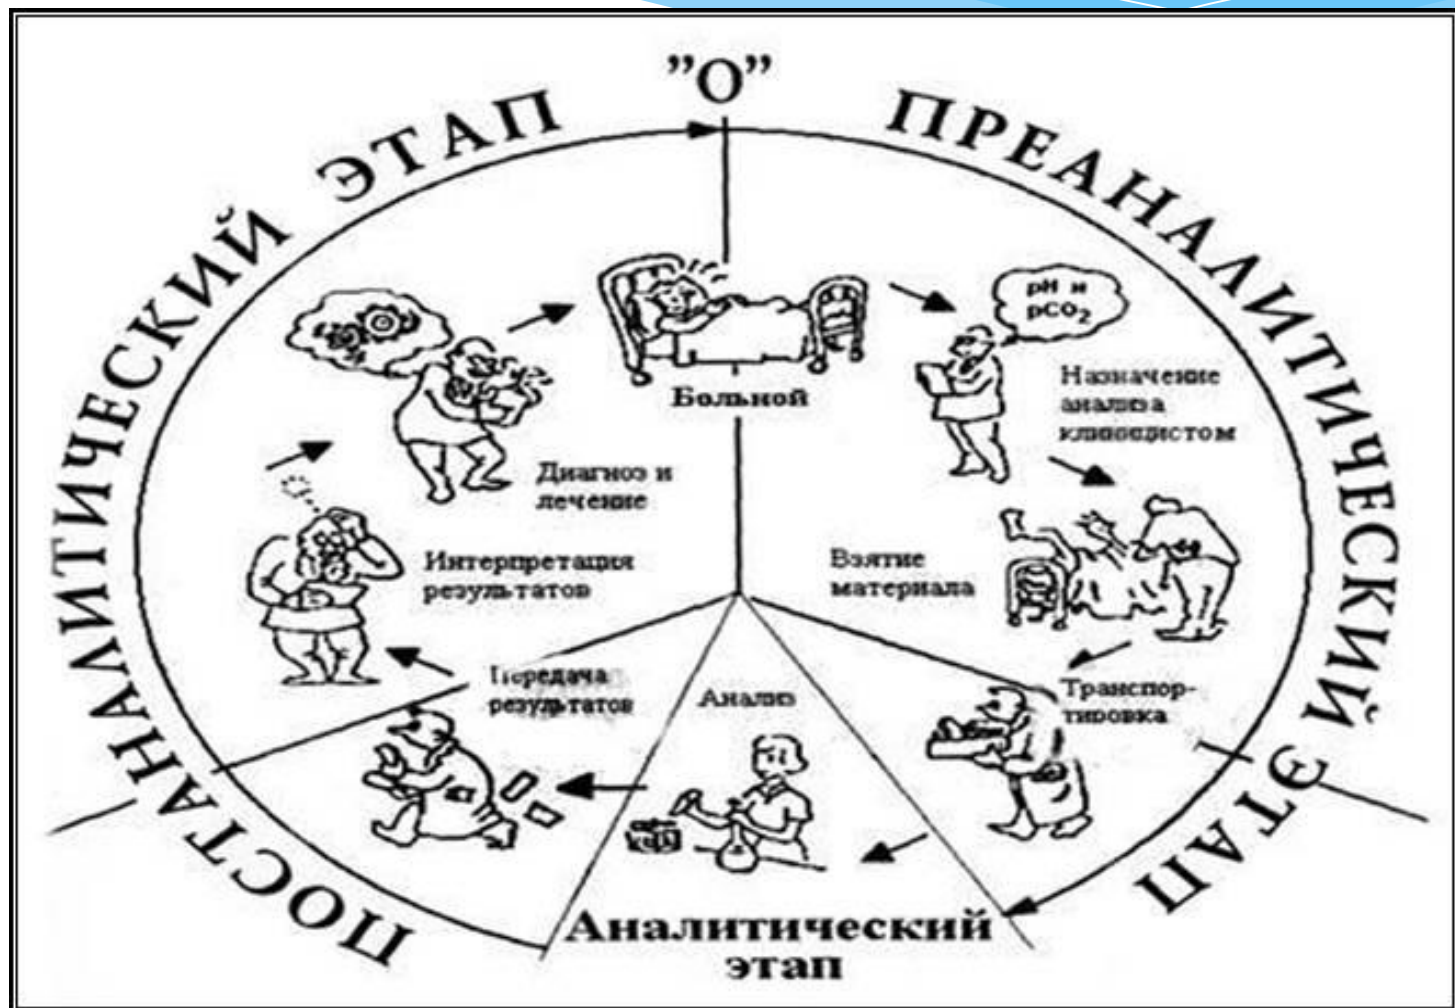 "О"
ПРЕАНАЛИТИЧЕСКИЙ ЭТАП
pH и
pCO₂
Назначение
анализа
клиницистом
Взятие
материала
Транспор-
тировка
Анализ
Аналитический
этап
Передача
результатов
Интерпретация
результатов
Диагноз и
лечение
Больной
ПОСТАНАЛИТИЧЕСКИЙ ЭТАП